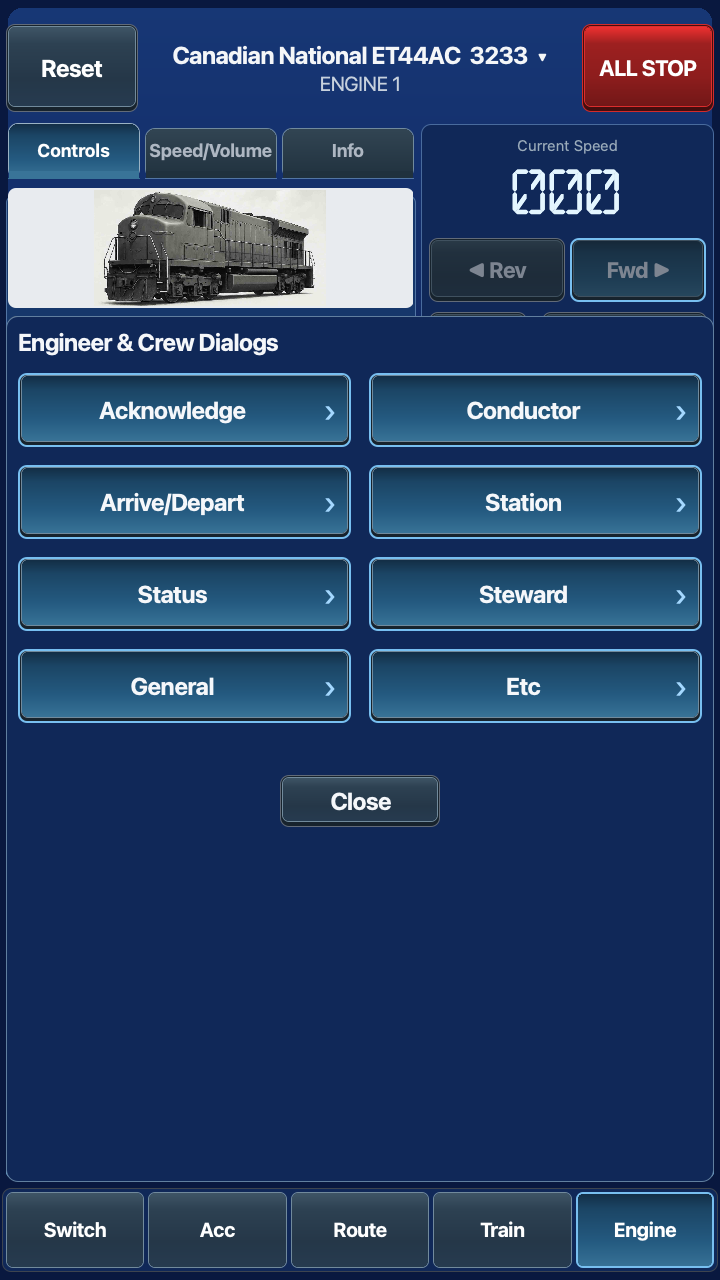 Reset
Canadian National ET44AC 3233 ▼
ENGINE 1
ALL STOP
Controls
Speed/Volume
Info
Current Speed
000
◀ Rev
Fwd ▶
Engineer & Crew Dialogs
Acknowledge ›
Conductor ›
Arrive/Depart ›
Station ›
Status ›
Steward ›
General ›
Etc ›
Close
Switch
Acc
Route
Train
Engine